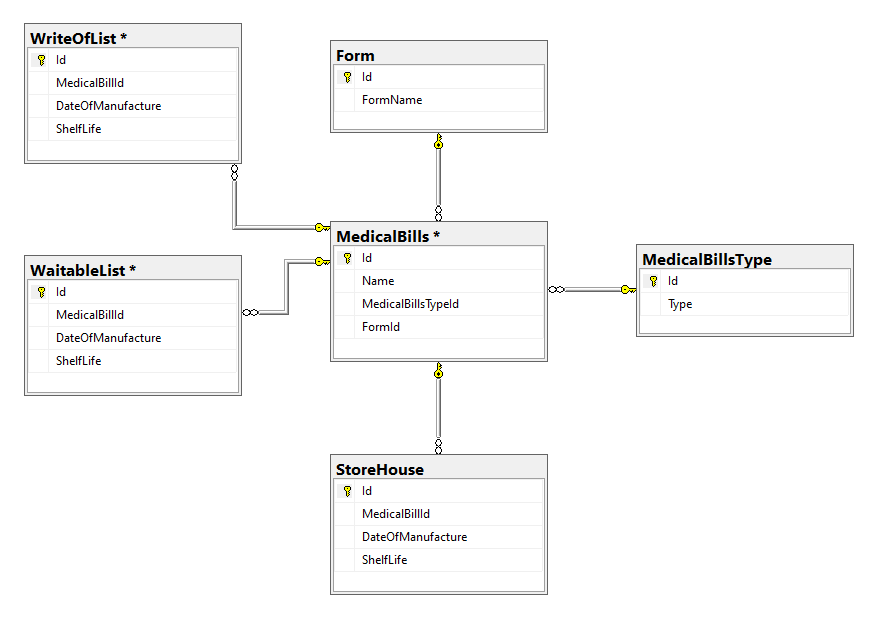 WriteOfList *
Id
MedicalBillId
DateOfManufacture
ShelfLife
Form
Id
FormName
MedicalBills *
Id
Name
MedicalBillsTypeId
FormId
WaitableList *
Id
MedicalBillId
DateOfManufacture
ShelfLife
MedicalBillsType
Id
Type
StoreHouse
Id
MedicalBillId
DateOfManufacture
ShelfLife